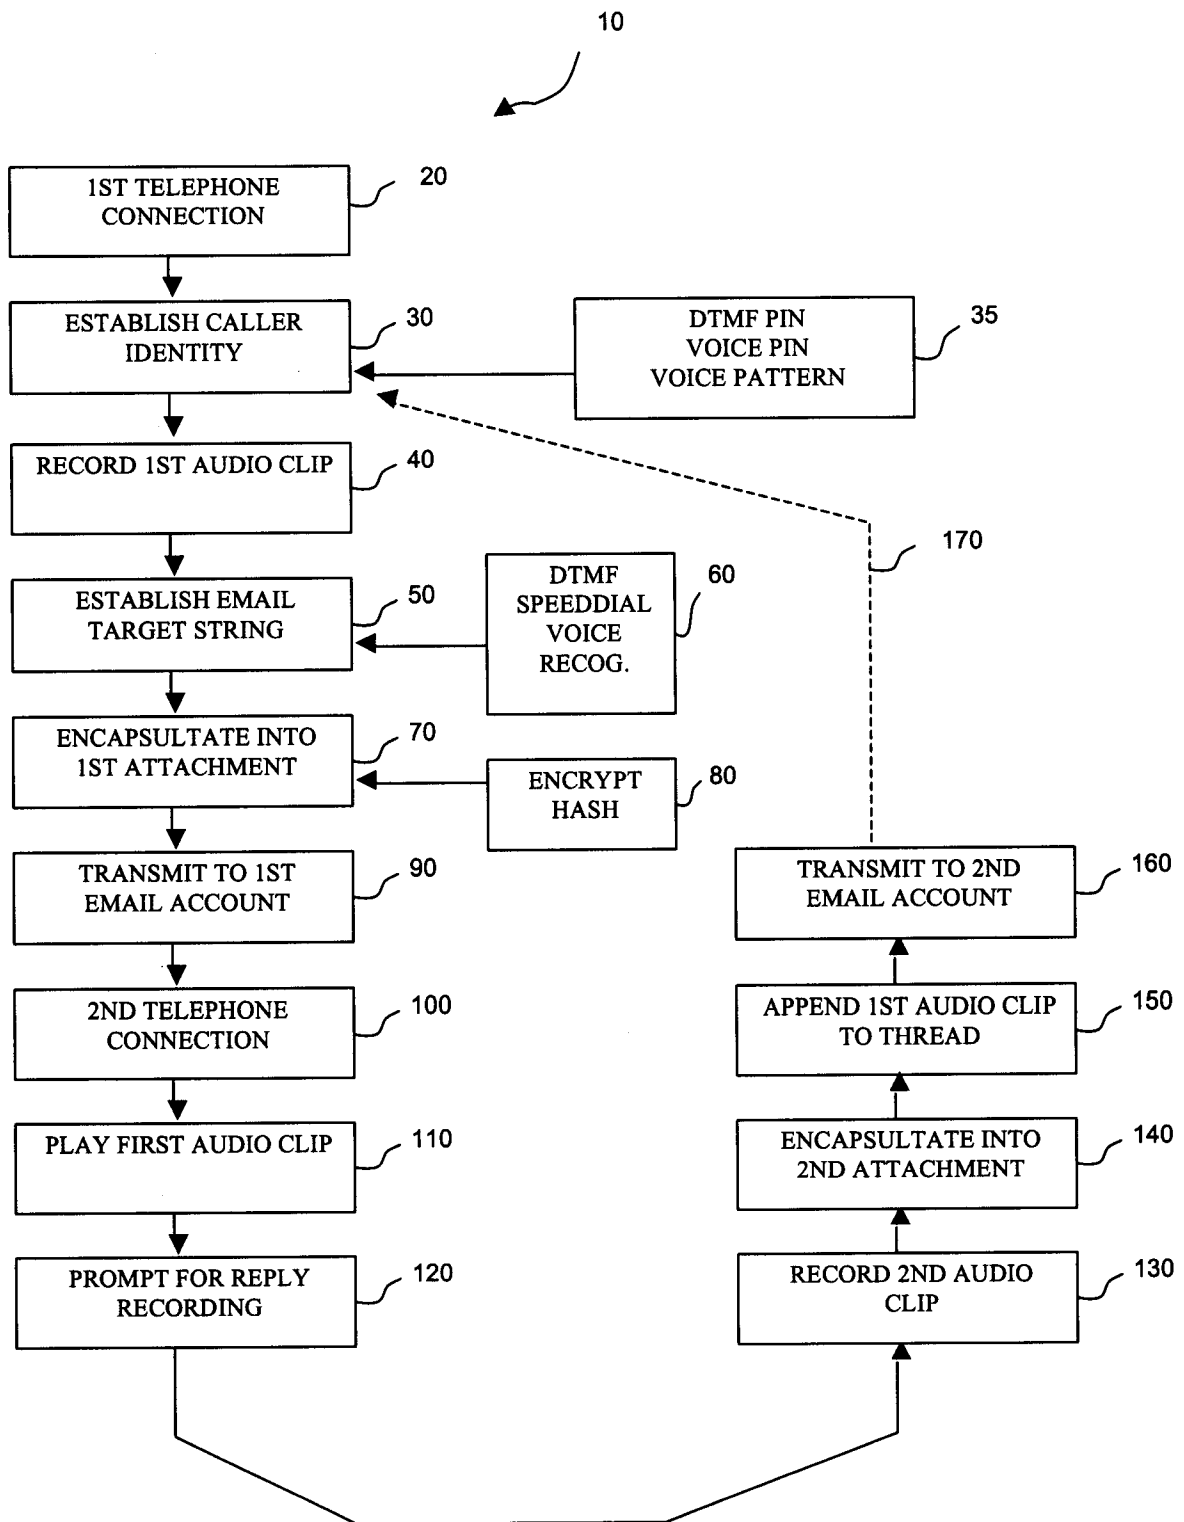 10
1ST TELEPHONE
CONNECTION
20
ESTABLISH CALLER
IDENTITY
30
DTMF PIN
VOICE PIN
VOICE PATTERN
35
RECORD 1ST AUDIO CLIP
40
ESTABLISH EMAIL
TARGET STRING
50
DTMF
SPEEDDIAL
VOICE
RECOG.
60
170
ENCAPSULTATE INTO
1ST ATTACHMENT
70
ENCRYPT
HASH
80
TRANSMIT TO 1ST
EMAIL ACCOUNT
90
2ND TELEPHONE
CONNECTION
100
PLAY FIRST AUDIO CLIP
110
PROMPT FOR REPLY
RECORDING
120
RECORD 2ND AUDIO
CLIP
130
ENCAPSULTATE INTO
2ND ATTACHMENT
140
APPEND 1ST AUDIO CLIP
TO THREAD
150
TRANSMIT TO 2ND
EMAIL ACCOUNT
160